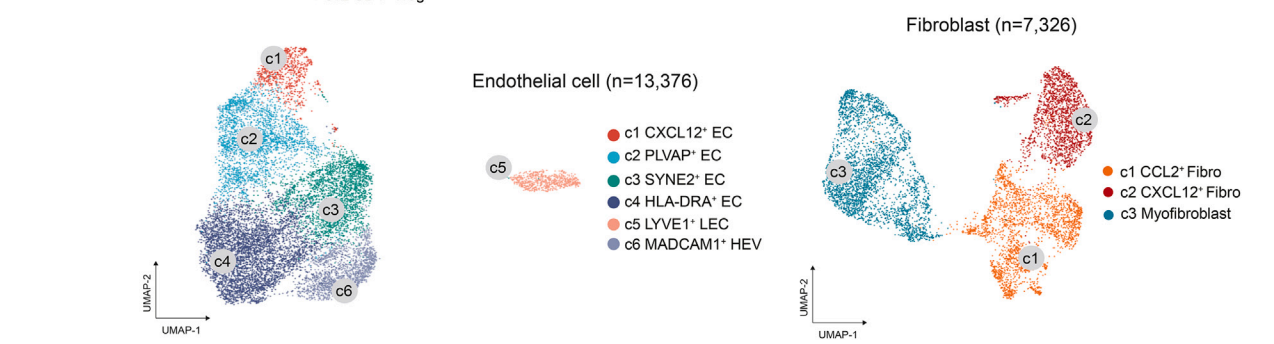 Fibroblast (n=7,326)
Endothelial cell (n=13,376)
c1
c2
c3
c4
c6
UMAP-2
UMAP-1
c5
c1 CXCL12⁺ EC
c2 PLVAP⁺ EC
c3 SYNE2⁺ EC
c4 HLA-DRA⁺ EC
c5 LYVE1⁺ LEC
c6 MADCAM1⁺ HEV
c2
c3
c1
UMAP-2
UMAP-1
c1 CCL2⁺ Fibro
c2 CXCL12⁺ Fibro
c3 Myofibroblast